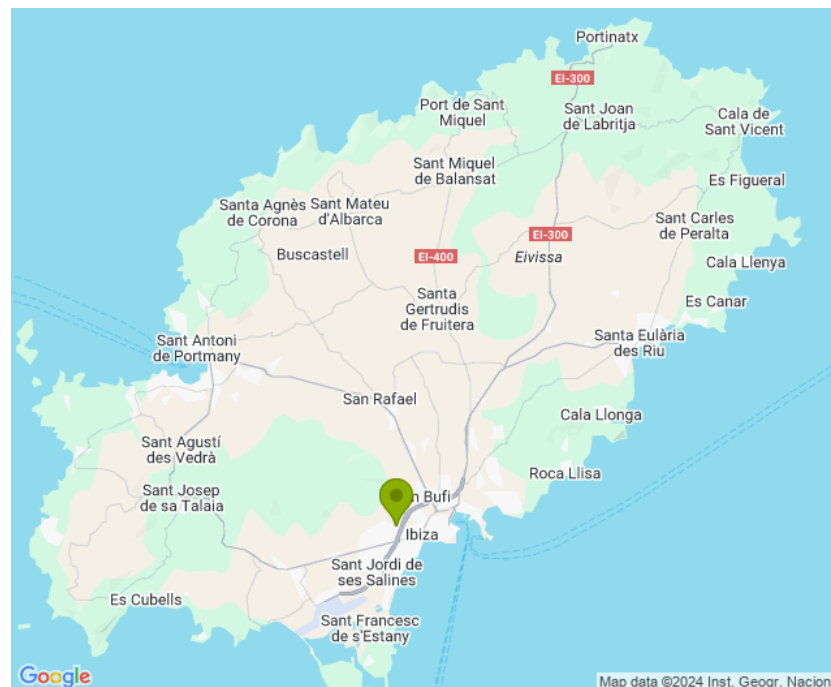 Portinatx
EI-300
Port de Sant
Miquel
Sant Joan
de Labritja
Cala de
Sant Vicent
Sant Miquel
de Balansat
Es Figueral
Santa Agnès
de Corona
Sant Mateu
d'Albarca
Sant Carles
de Peralta
EI-300
Buscastell
EI-400
Eivissa
Cala Llenya
Santa
Gertrudis
de Fruitera
Es Canar
Sant Antoni
de Portmany
Santa Eulària
des Riu
San Rafael
Cala Llonga
Sant Agustí
des Vedrà
Roca Llisa
Sant Josep
de sa Talaia
Bufi
Ibiza
Sant Jordi de
ses Salines
Es Cubells
Sant Francesc
de s'Estany
Google
Map data ©2024 Inst. Geogr. Nacion